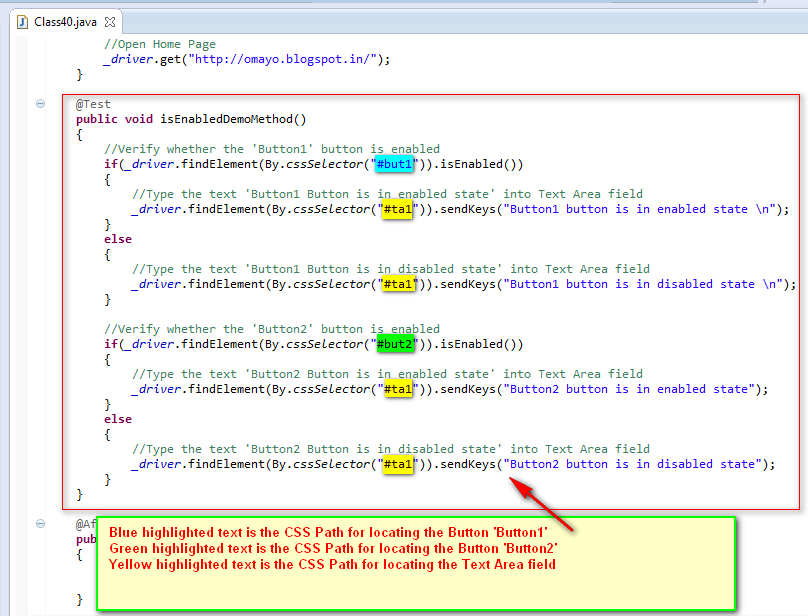 Class40.java
//Open Home Page
_driver.get("http://omayo.blogspot.in/");
}
@Test
public void isEnabledDemoMethod()
{
//Verify whether the 'Button1' button is enabled
if(_driver.findElement(By.cssSelector("#but1")).isEnabled())
{
//Type the text 'Button1 Button is in enabled state' into Text Area field
_driver.findElement(By.cssSelector("#ta1")).sendKeys("Button1 button is in enabled state \n");
}
else
{
//Type the text 'Button1 Button is in disabled state' into Text Area field
_driver.findElement(By.cssSelector("#ta1")).sendKeys("Button1 button is in disabled state \n");
}
//Verify whether the 'Button2' button is enabled
if(_driver.findElement(By.cssSelector("#but2")).isEnabled())
{
//Type the text 'Button2 Button is in enabled state' into Text Area field
_driver.findElement(By.cssSelector("#ta1")).sendKeys("Button2 button is in enabled state");
}
else
{
//Type the text 'Button2 Button is in disabled state' into Text Area field
_driver.findElement(By.cssSelector("#ta1")).sendKeys("Button2 button is in disabled state");
}
}
@Af
pub
{
}
Blue highlighted text is the CSS Path for locating the Button 'Button1'
Green highlighted text is the CSS Path for locating the Button 'Button2'
Yellow highlighted text is the CSS Path for locating the Text Area field